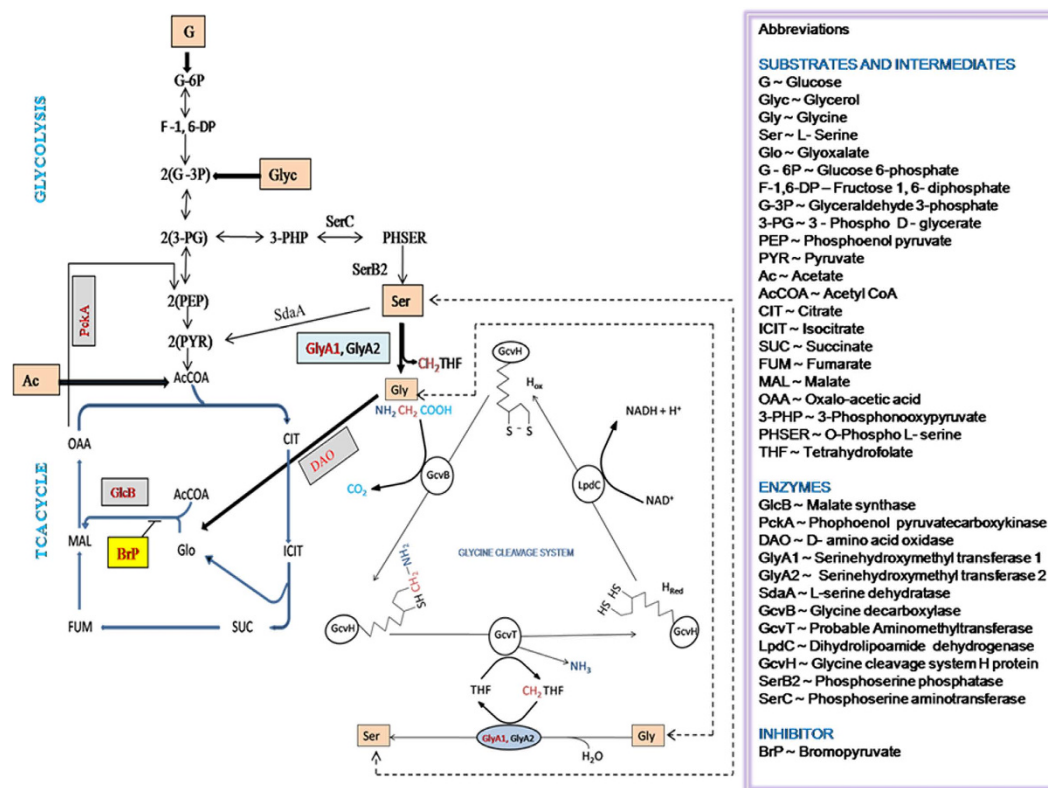 G
G-6P
F-1, 6-DP
2(G-3P)
Glyc
GLYCOLYSIS
2(3-PG)
3-PHP
SerC
PHSER
SerB2
PckA
2(PEP)
SdaA
Ser
2(PYR)
GlyA1, GlyA2
CH2THF
Ac
AcCOA
Gly
NH2 CH2 COOH
OAA
CIT
DAO
GlcB
AcCOA
CO2
GcvB
MAL
BrP
Glo
ICIT
TCACYCLE
FUM
SUC
GcvH
HOX
S - S
NADH + H+
LpdC
NAD+
GLYCINE CLEAVAGE SYSTEM
SHCH2-NH2
GcvH
HRed
SH
SH
GcvH
GcvT
NH3
THF
CH2 THF
Ser
GlyA1, GlyA2
H2O
Gly
Abbreviations
SUBSTRATES AND INTERMEDIATES
G ~ Glucose
Glyc ~ Glycerol
Gly ~ Glycine
Ser ~ L- Serine
Glo ~ Glyoxalate
G - 6P ~ Glucose 6-phosphate
F-1,6-DP – Fructose 1, 6- diphosphate
G-3P ~ Glyceraldehyde 3-phosphate
3-PG ~ 3 - Phospho D - glycerate
PEP ~ Phosphoenol pyruvate
PYR ~ Pyruvate
Ac ~ Acetate
AcCOA ~ Acetyl CoA
CIT ~ Citrate
ICIT ~ Isocitrate
SUC ~ Succinate
FUM ~ Fumarate
MAL ~ Malate
OAA ~ Oxalo-acetic acid
3-PHP ~ 3-Phosphonooxypyruvate
PHSER ~ O-Phospho L- serine
THF ~ Tetrahydrofolate
ENZYMES
GlcB ~ Malate synthase
PckA ~ Phophoenol pyruvatecarboxykinase
DAO ~ D- amino acid oxidase
GlyA1 ~ Serinehydroxymethyl transferase 1
GlyA2 ~ Serinehydroxymethyl transferase 2
SdaA ~ L-serine dehydratase
GcvB ~ Glycine decarboxylase
GcvT ~ Probable Aminomethyltransferase
LpdC ~ Dihydrolipoamide dehydrogenase
GcvH ~ Glycine cleavage system H protein
SerB2 ~ Phosphoserine phosphatase
SerC ~ Phosphoserine aminotransferase
INHIBITOR
BrP ~ Bromopyruvate